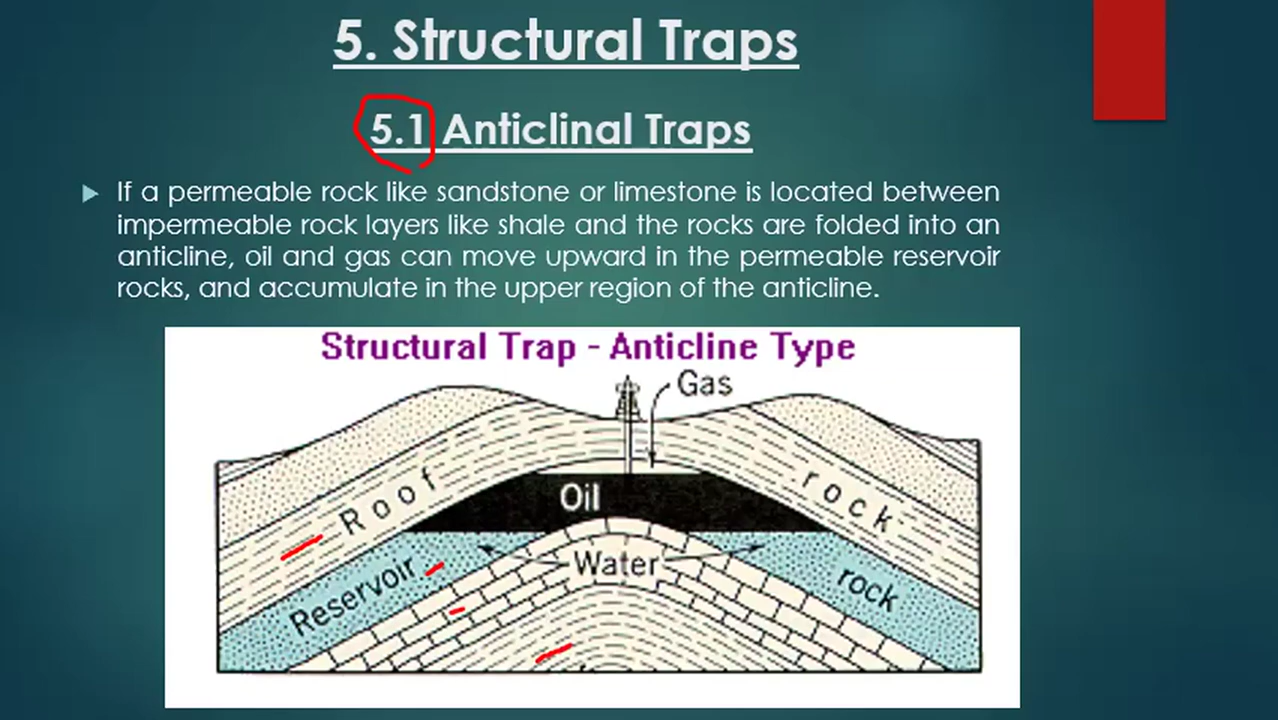 5. Structural Traps
5.1 Anticlinal Traps
If a permeable rock like sandstone or limestone is located between
impermeable rock layers like shale and the rocks are folded into an
anticline, oil and gas can move upward in the permeable reservoir
rocks, and accumulate in the upper region of the anticline.
Structural Trap - Anticline Type
Gas
Roof rock
Oil
Water
Reservoir rock